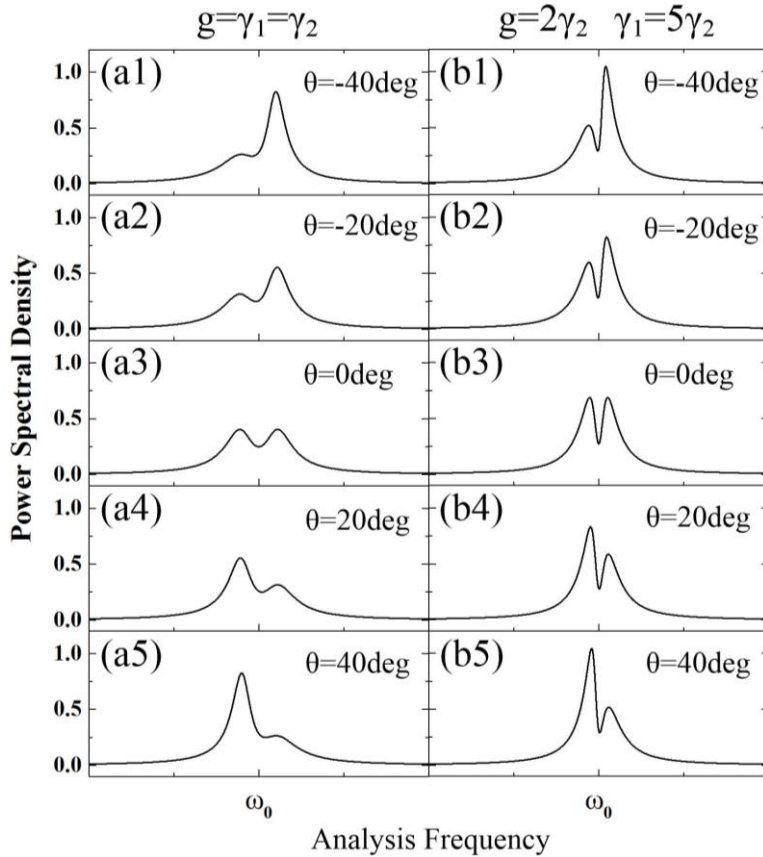 g=γ₁=γ₂ g=2γ₂ γ₁=5γ₂
(a1) θ=-40deg (b1) θ=-40deg
1.0
0.5
0.0
(a2) θ=-20deg (b2) θ=-20deg
1.0
0.5
0.0
(a3) θ=0deg (b3) θ=0deg
1.0
0.5
0.0
(a4) θ=20deg (b4) θ=20deg
1.0
0.5
0.0
(a5) θ=40deg (b5) θ=40deg
1.0
0.5
0.0
Power Spectral Density
ω₀ ω₀
Analysis Frequency